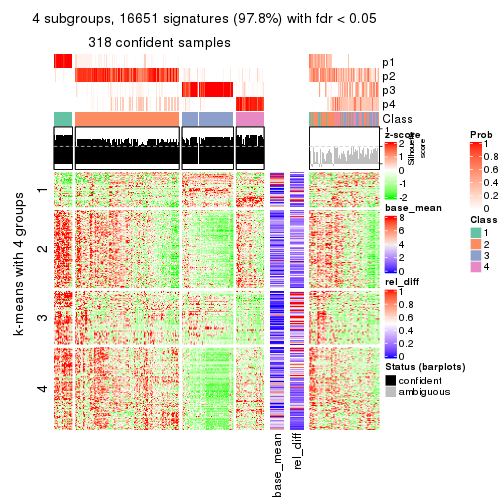 4 subgroups, 16651 signatures (97.8%) with fdr < 0.05
318 confident samples
p1
p2
p3
p4
Class
1
Silhouette
score
z-score
2
1
0
-1
-2
base_mean
8
6
4
2
0
rel_diff
1
0.8
0.6
0.4
0.2
0
Status (barplots)
confident
ambiguous
Prob
1
0.8
0.6
0.4
0.2
0
Class
1
2
3
4
k-means with 4 groups
1
2
3
4
base_mean
rel_diff